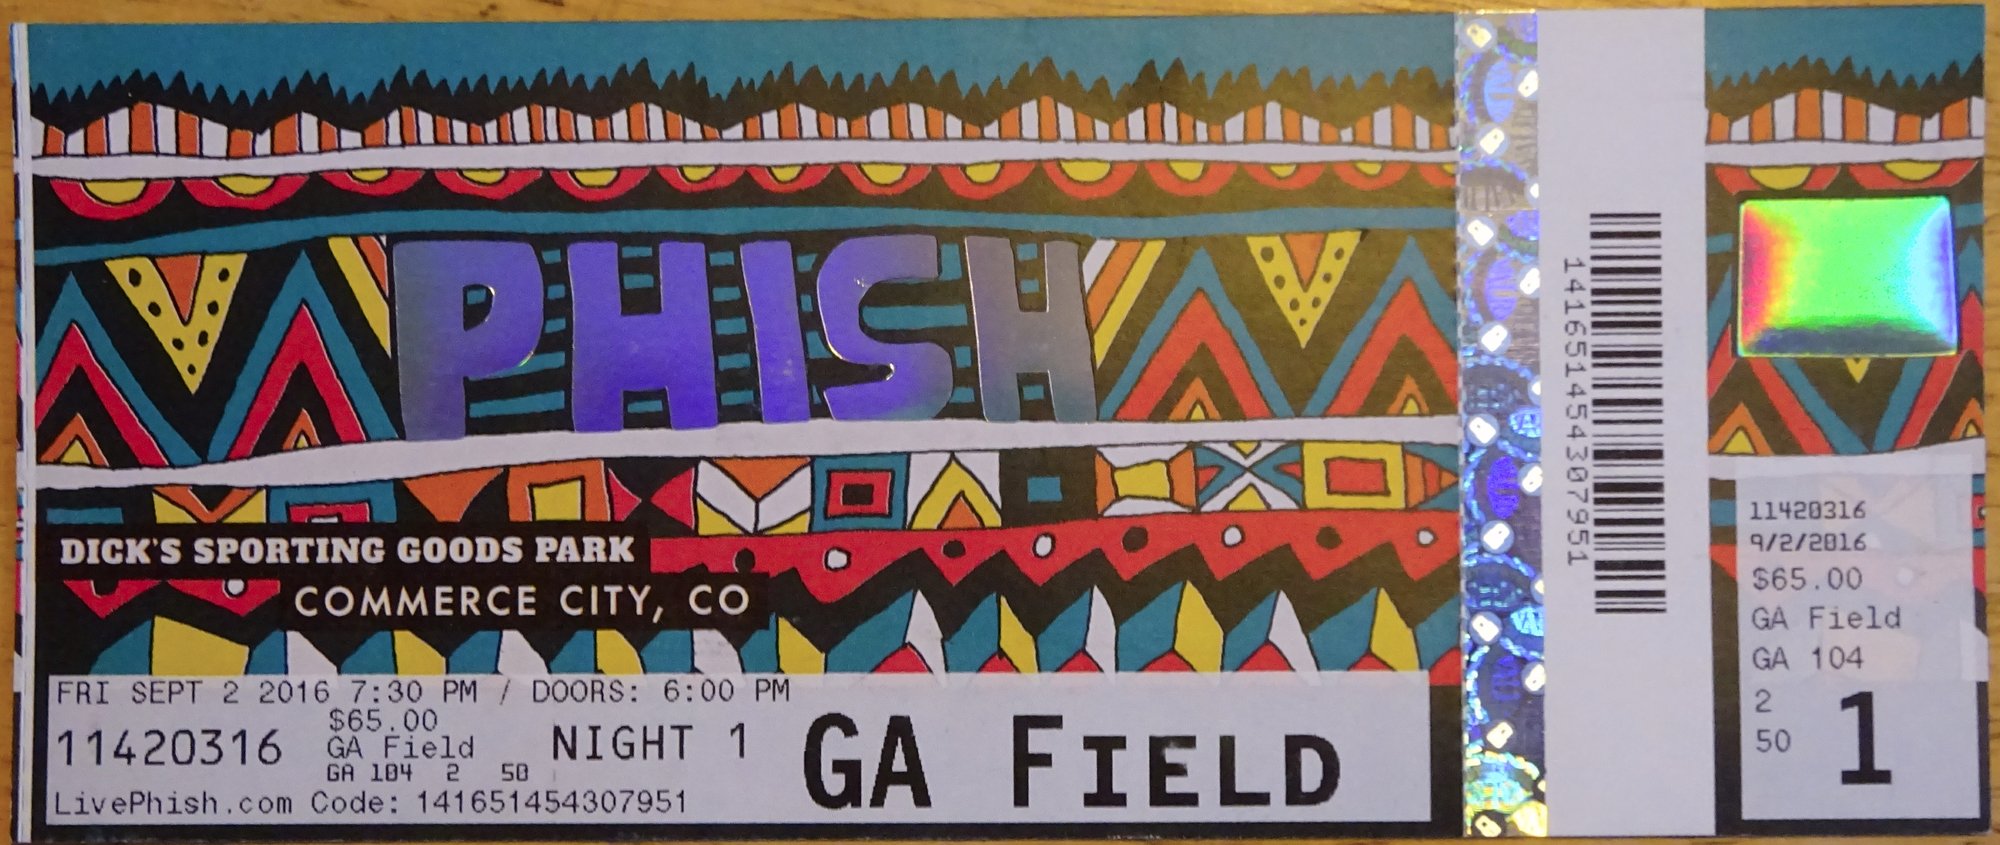 PHISH
DICK'S SPORTING GOODS PARK
COMMERCE CITY, CO
FRI SEPT 2 2016 7:30 PM / DOORS: 6:00 PM
11420316
$65.00
GA Field
GA 104 2 50
NIGHT 1
GA FIELD
LivePhish.com Code: 141651454307951
141651454307951
11420316
9/2/2016
$65.00
GA Field
GA 104
2
50
1